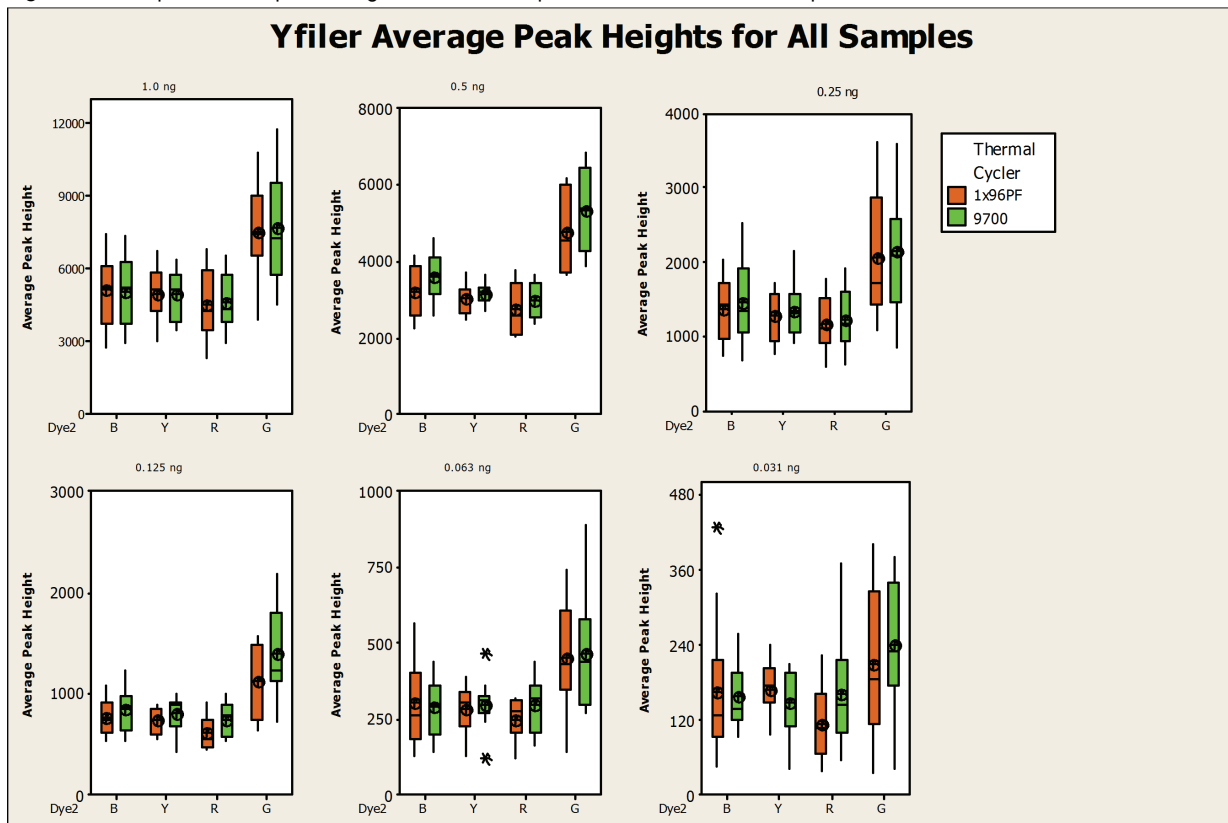 Yfiler Average Peak Heights for All Samples
1.0 ng
Average Peak Height
12000
9000
6000
3000
0
Dye2 B Y R G
0.5 ng
Average Peak Height
8000
6000
4000
2000
0
Dye2 B Y R G
0.25 ng
Average Peak Height
4000
3000
2000
1000
0
Dye2 B Y R G
Thermal
Cycler
1x96PF
9700
0.125 ng
Average Peak Height
3000
2000
1000
0
Dye2 B Y R G
0.063 ng
Average Peak Height
1000
750
500
250
0
Dye2 B Y R G
0.031 ng
Average Peak Height
480
360
240
120
0
Dye2 B Y R G